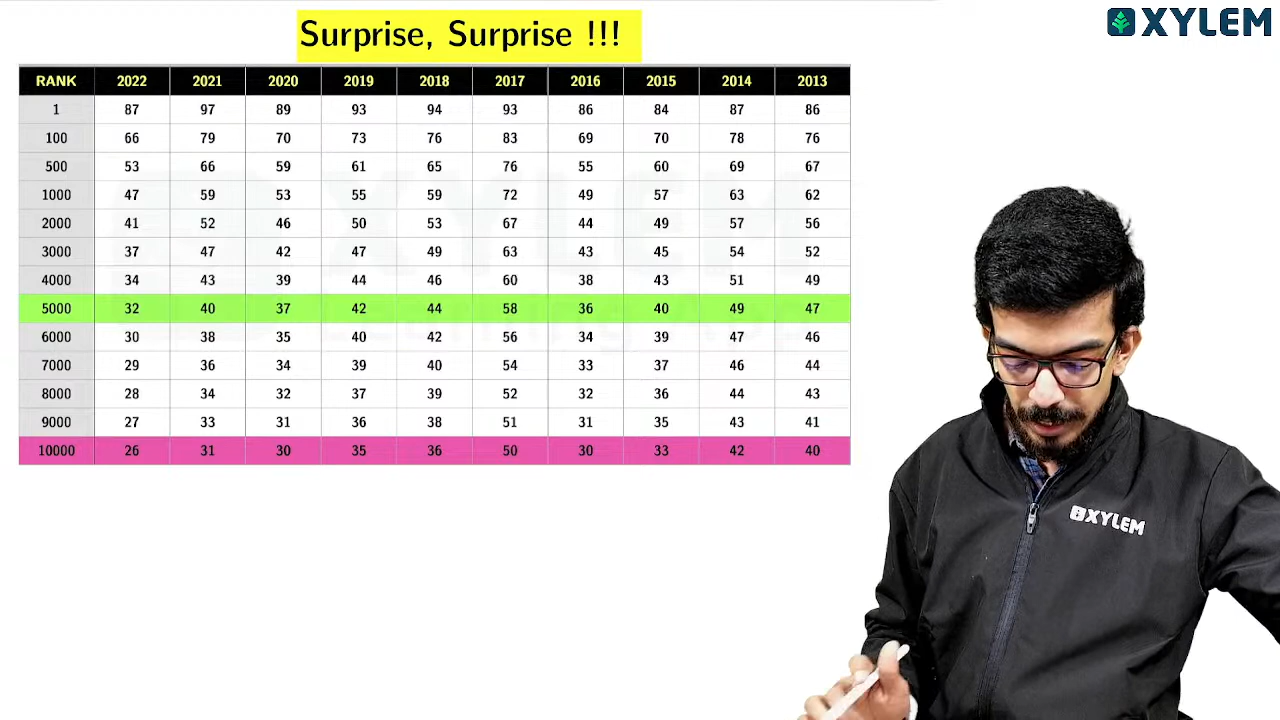 Surprise, Surprise !!!
XYLEM
RANK 2022 2021 2020 2019 2018 2017 2016 2015 2014 2013
1 87 97 89 93 94 93 86 84 87 86
100 66 79 70 73 76 83 69 70 78 76
500 53 66 59 61 65 76 55 60 69 67
1000 47 59 53 55 59 72 49 57 63 62
2000 41 52 46 50 53 67 44 49 57 56
3000 37 47 42 47 49 63 43 45 54 52
4000 34 43 39 44 46 60 38 43 51 49
5000 32 40 37 42 44 58 36 40 49 47
6000 30 38 35 40 42 56 34 39 47 46
7000 29 36 34 39 40 54 33 37 46 44
8000 28 34 32 37 39 52 32 36 44 43
9000 27 33 31 36 38 51 31 35 43 41
10000 26 31 30 35 36 50 30 33 42 40
XYLEM